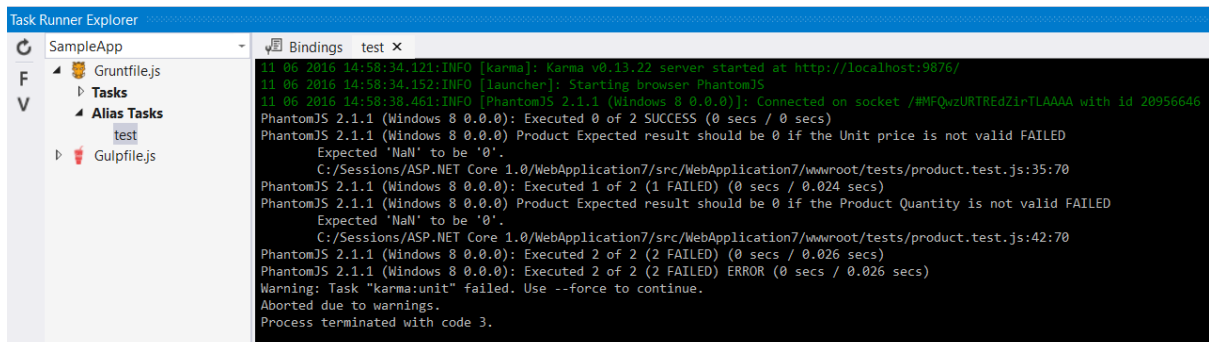 Task Runner Explorer
SampleApp
Bindings test
F
V
Gruntfile.js
Tasks
Alias Tasks
test
Gulpfile.js
11 06 2016 14:58:34.121:INFO [karma]: Karma v0.13.22 server started at http://localhost:9876/
11 06 2016 14:58:34.152:INFO [launcher]: Starting browser PhantomJS
11 06 2016 14:58:38.461:INFO [PhantomJS 2.1.1 (Windows 8 0.0.0)]: Connected on socket /#MFQwzURTREdZirTLAAAA with id 20956646
PhantomJS 2.1.1 (Windows 8 0.0.0): Executed 0 of 2 SUCCESS (0 secs / 0 secs)
PhantomJS 2.1.1 (Windows 8 0.0.0) Product Expected result should be 0 if the Unit price is not valid FAILED
Expected 'NaN' to be '0'.
C:/Sessions/ASP.NET Core 1.0/WebApplication7/src/WebApplication7/wwwroot/tests/product.test.js:35:70
PhantomJS 2.1.1 (Windows 8 0.0.0): Executed 1 of 2 (1 FAILED) (0 secs / 0.024 secs)
PhantomJS 2.1.1 (Windows 8 0.0.0) Product Expected result should be 0 if the Product Quantity is not valid FAILED
Expected 'NaN' to be '0'.
C:/Sessions/ASP.NET Core 1.0/WebApplication7/src/WebApplication7/wwwroot/tests/product.test.js:42:70
PhantomJS 2.1.1 (Windows 8 0.0.0): Executed 2 of 2 (2 FAILED) (0 secs / 0.026 secs)
PhantomJS 2.1.1 (Windows 8 0.0.0): Executed 2 of 2 (2 FAILED) ERROR (0 secs / 0.026 secs)
Warning: Task "karma:unit" failed. Use --force to continue.
Aborted due to warnings.
Process terminated with code 3.